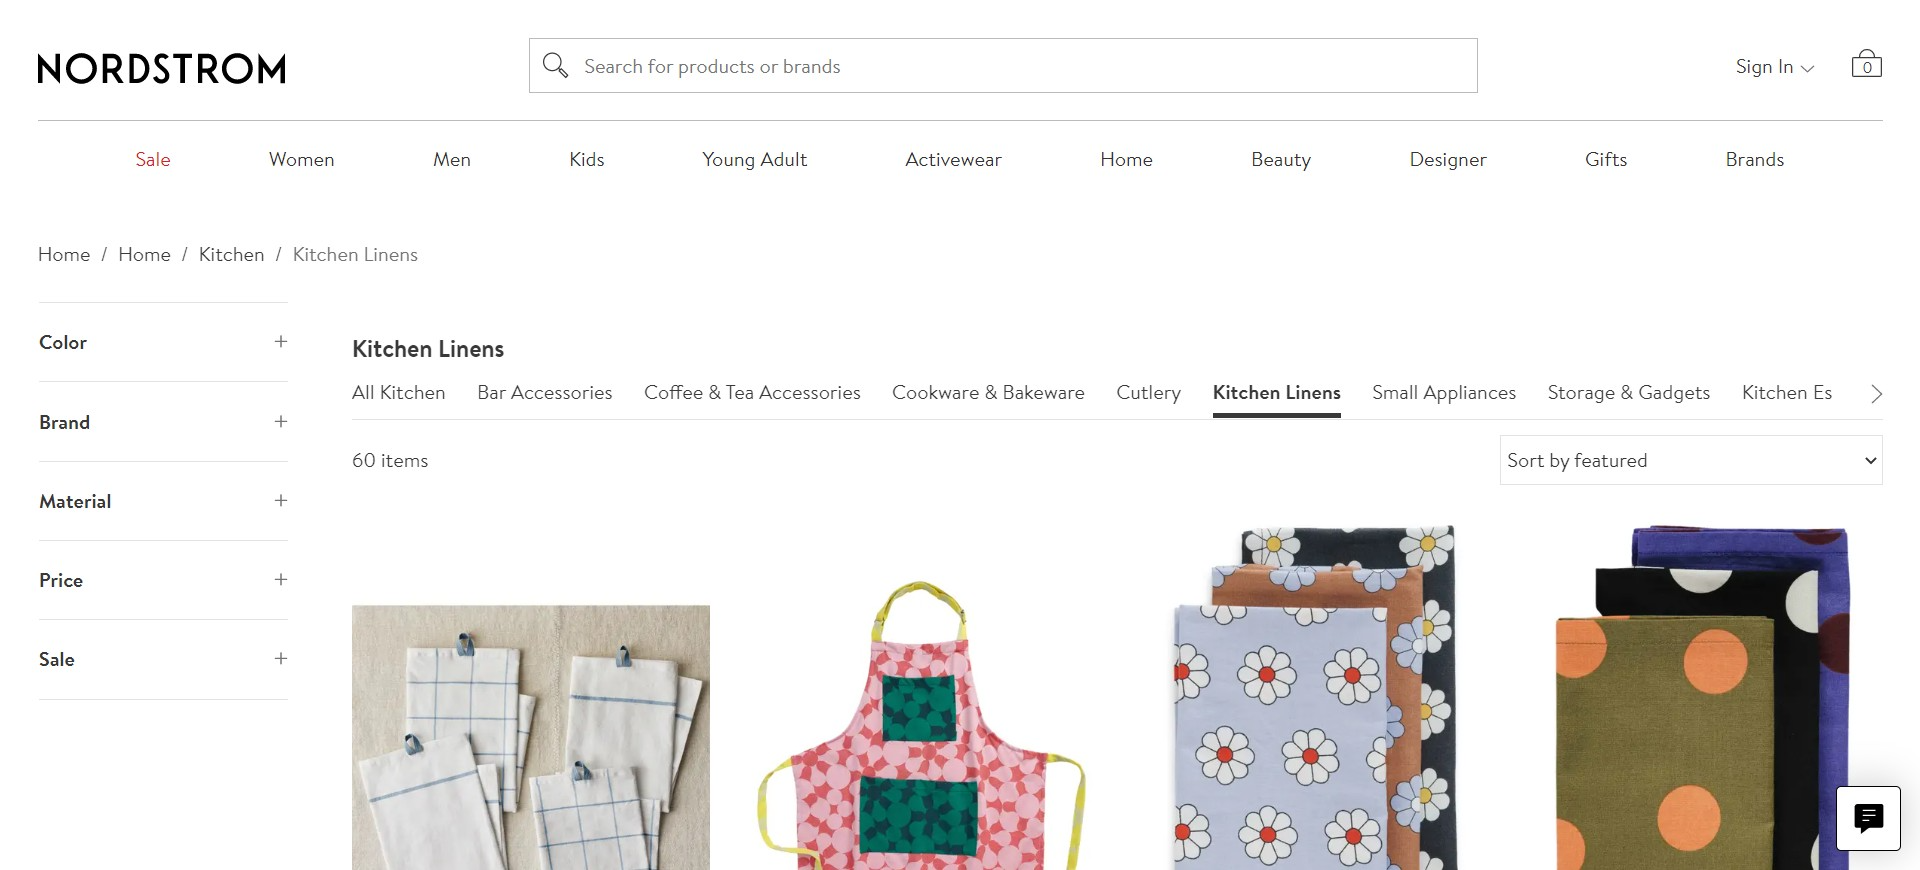 NORDSTROM
Search for products or brands
Sign In
0
Sale Women Men Kids Young Adult Activewear Home Beauty Designer Gifts Brands
Home / Home / Kitchen / Kitchen Linens
Color +
Brand +
Material +
Price +
Sale +
Kitchen Linens
All Kitchen Bar Accessories Coffee & Tea Accessories Cookware & Bakeware Cutlery Kitchen Linens Small Appliances Storage & Gadgets Kitchen Es
60 items
Sort by featured